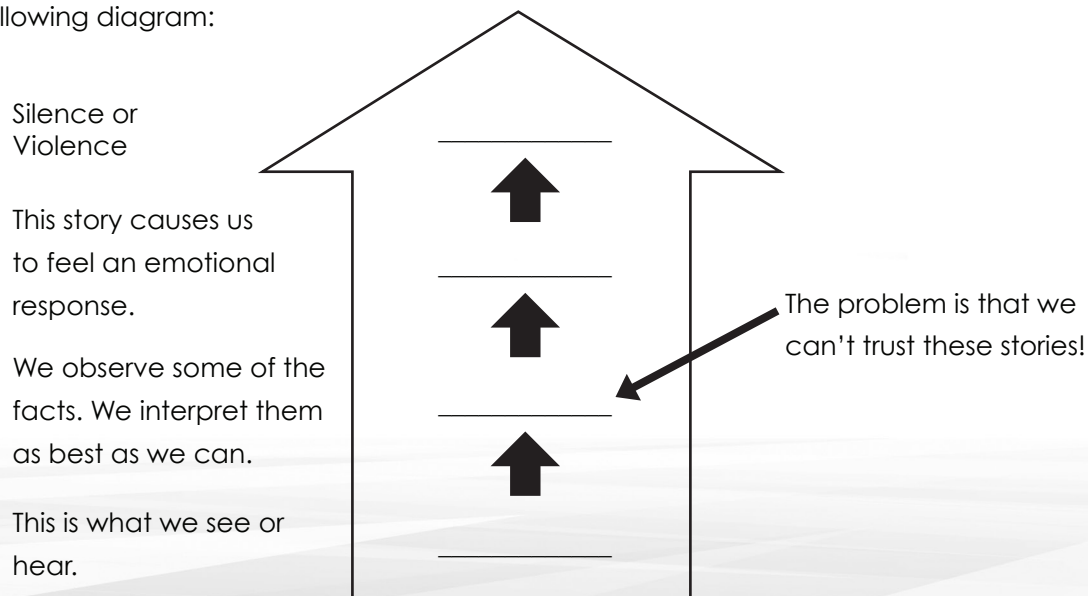 llowing diagram:
Silence or
Violence
This story causes us
to feel an emotional
response.
The problem is that we
can’t trust these stories!
We observe some of the
facts. We interpret them
as best as we can.
This is what we see or
hear.